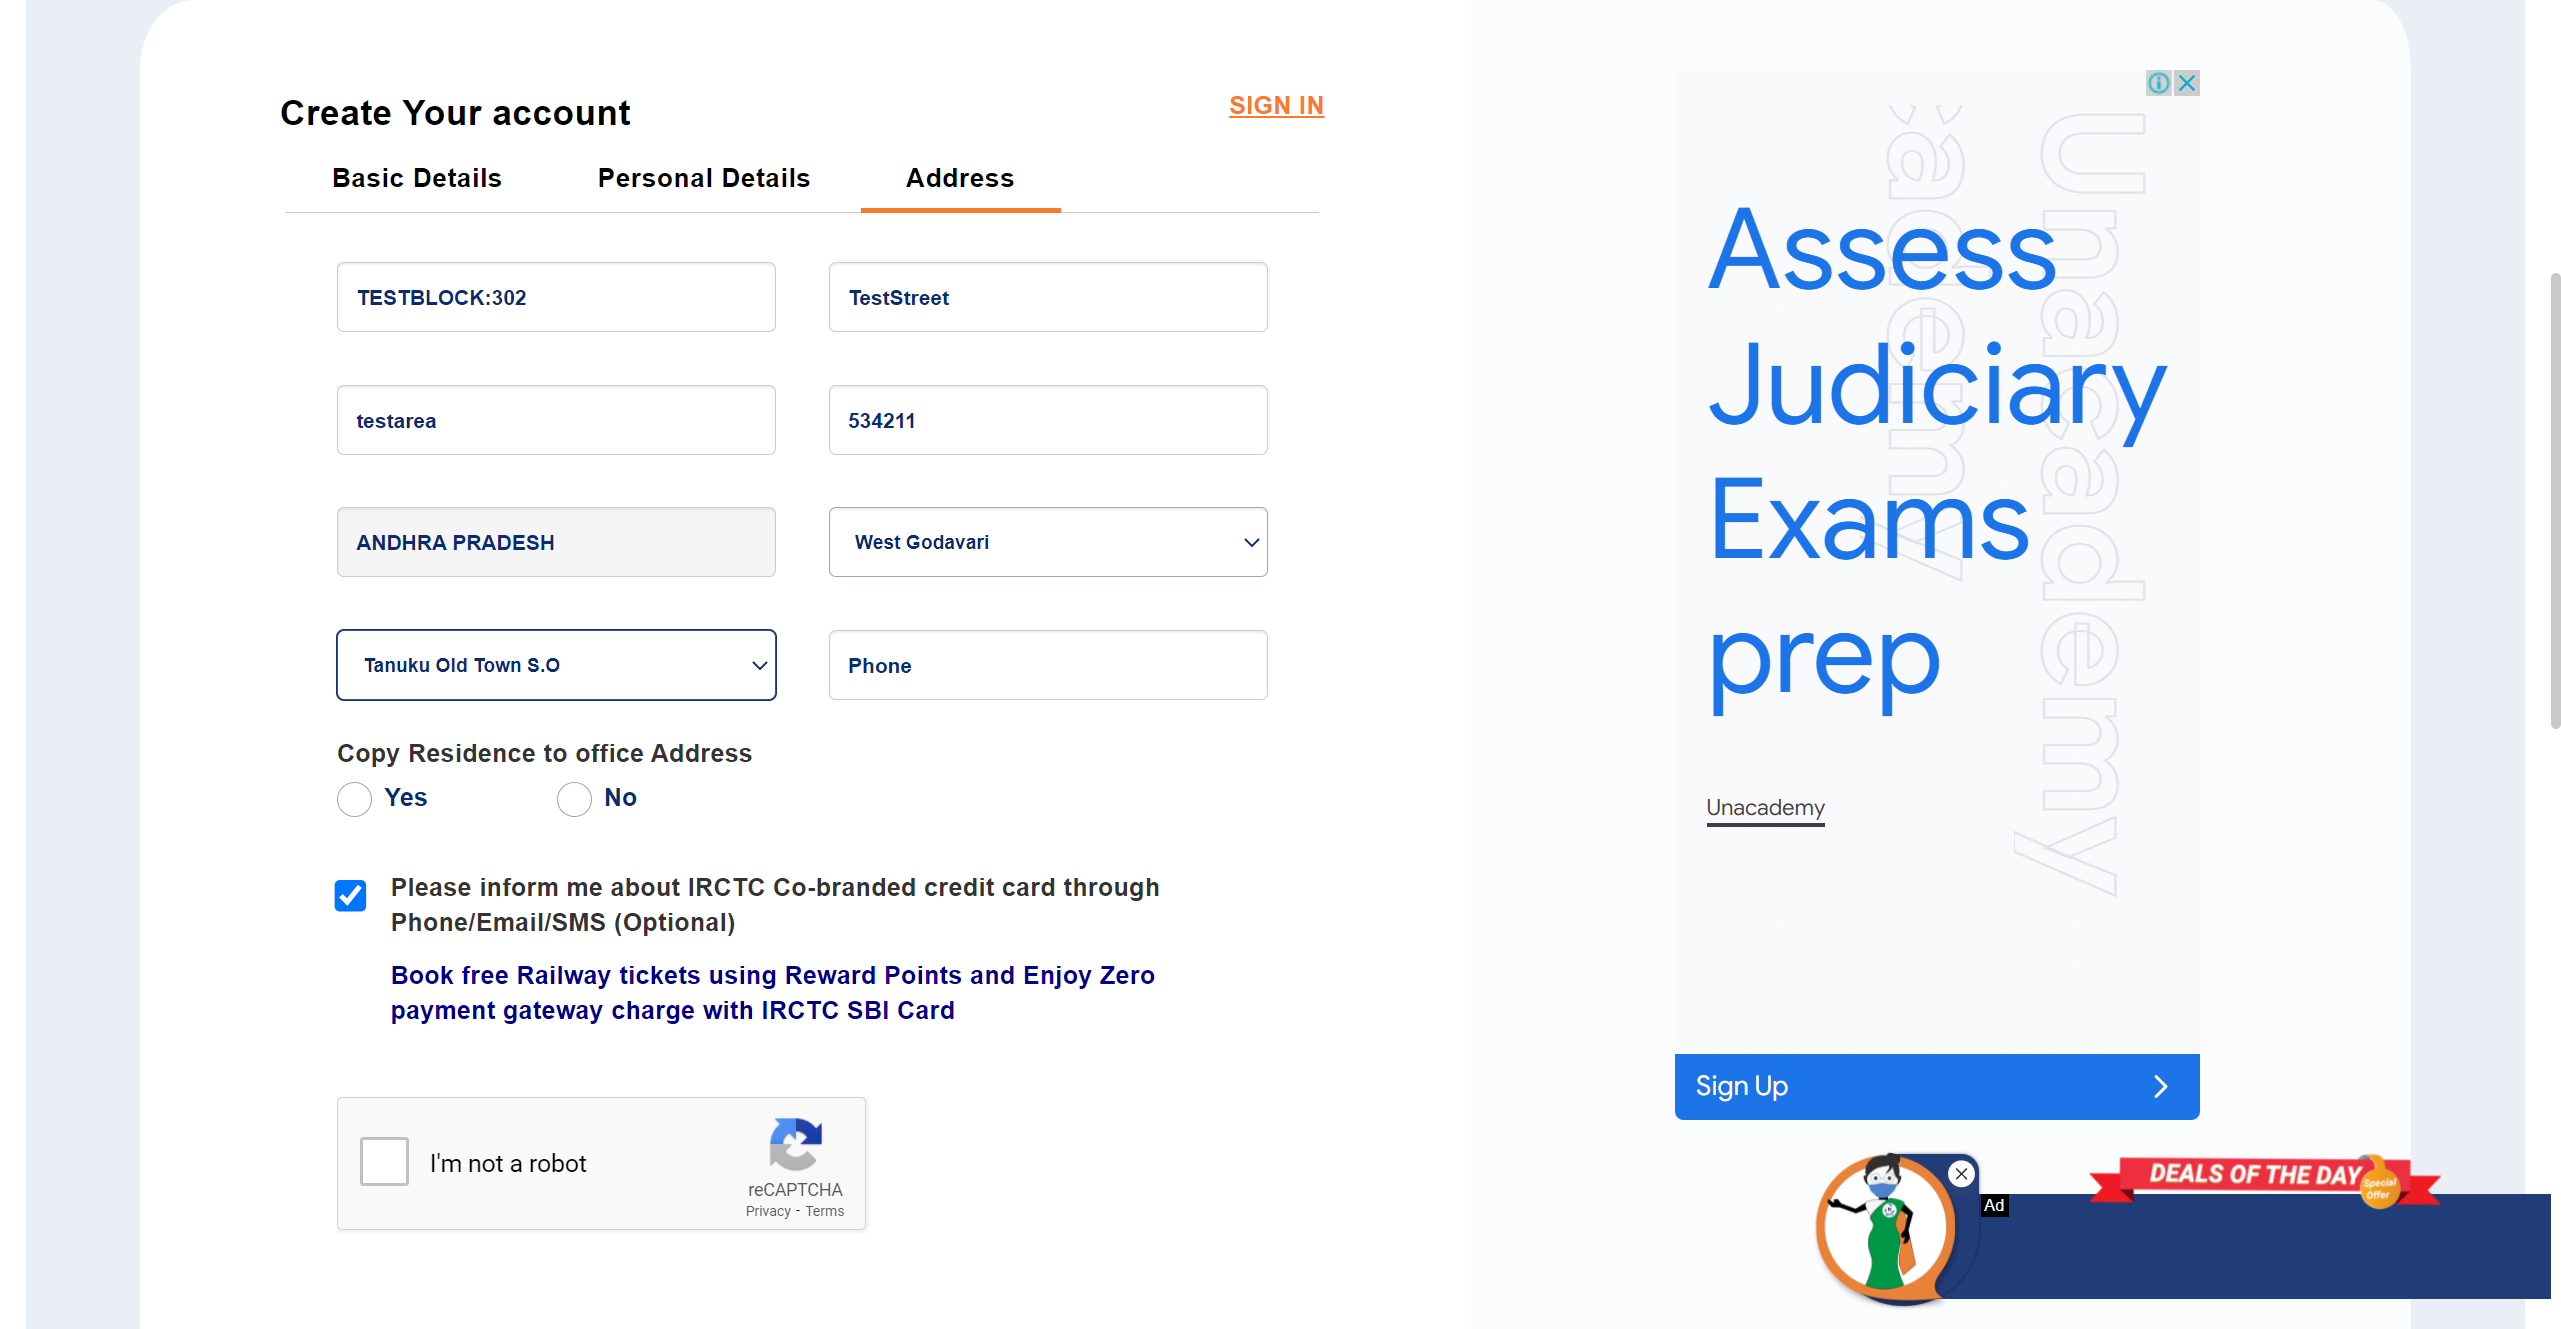 Create Your account
SIGN IN
Basic Details
Personal Details
Address
TESTBLOCK:302
TestStreet
testarea
534211
ANDHRA PRADESH
West Godavari
Tanuku Old Town S.O
Phone
Copy Residence to office Address
Yes
No
Please inform me about IRCTC Co-branded credit card through
Phone/Email/SMS (Optional)
Book free Railway tickets using Reward Points and Enjoy Zero
payment gateway charge with IRCTC SBI Card
I'm not a robot
reCAPTCHA
Privacy - Terms
Unacademy
Assess
Judiciary
Exams
prep
Unacademy
Sign Up
DEALS OF THE DAY
Special
Offer
Ad